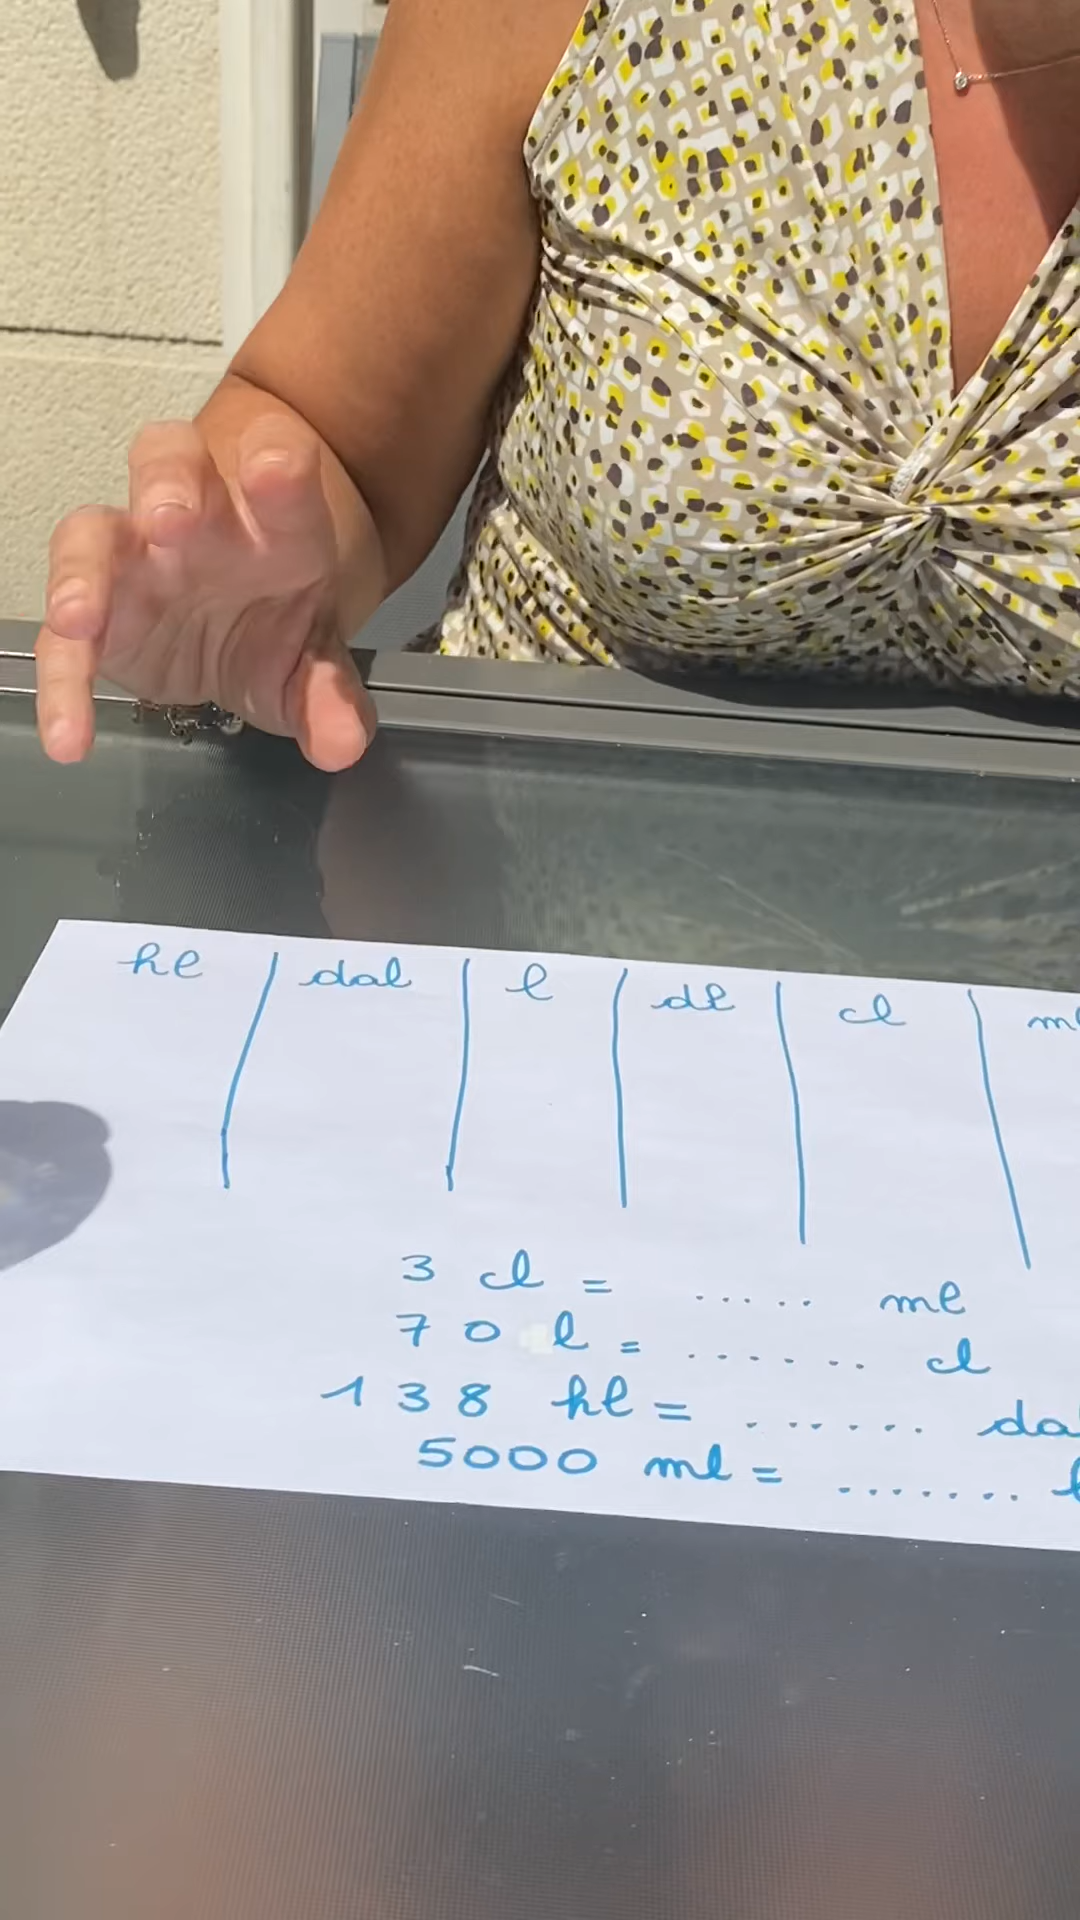 hl dal l dl cl
3 cl = ..... ml
70 l = ...... cl
138 hl = ......
5000 ml = .......